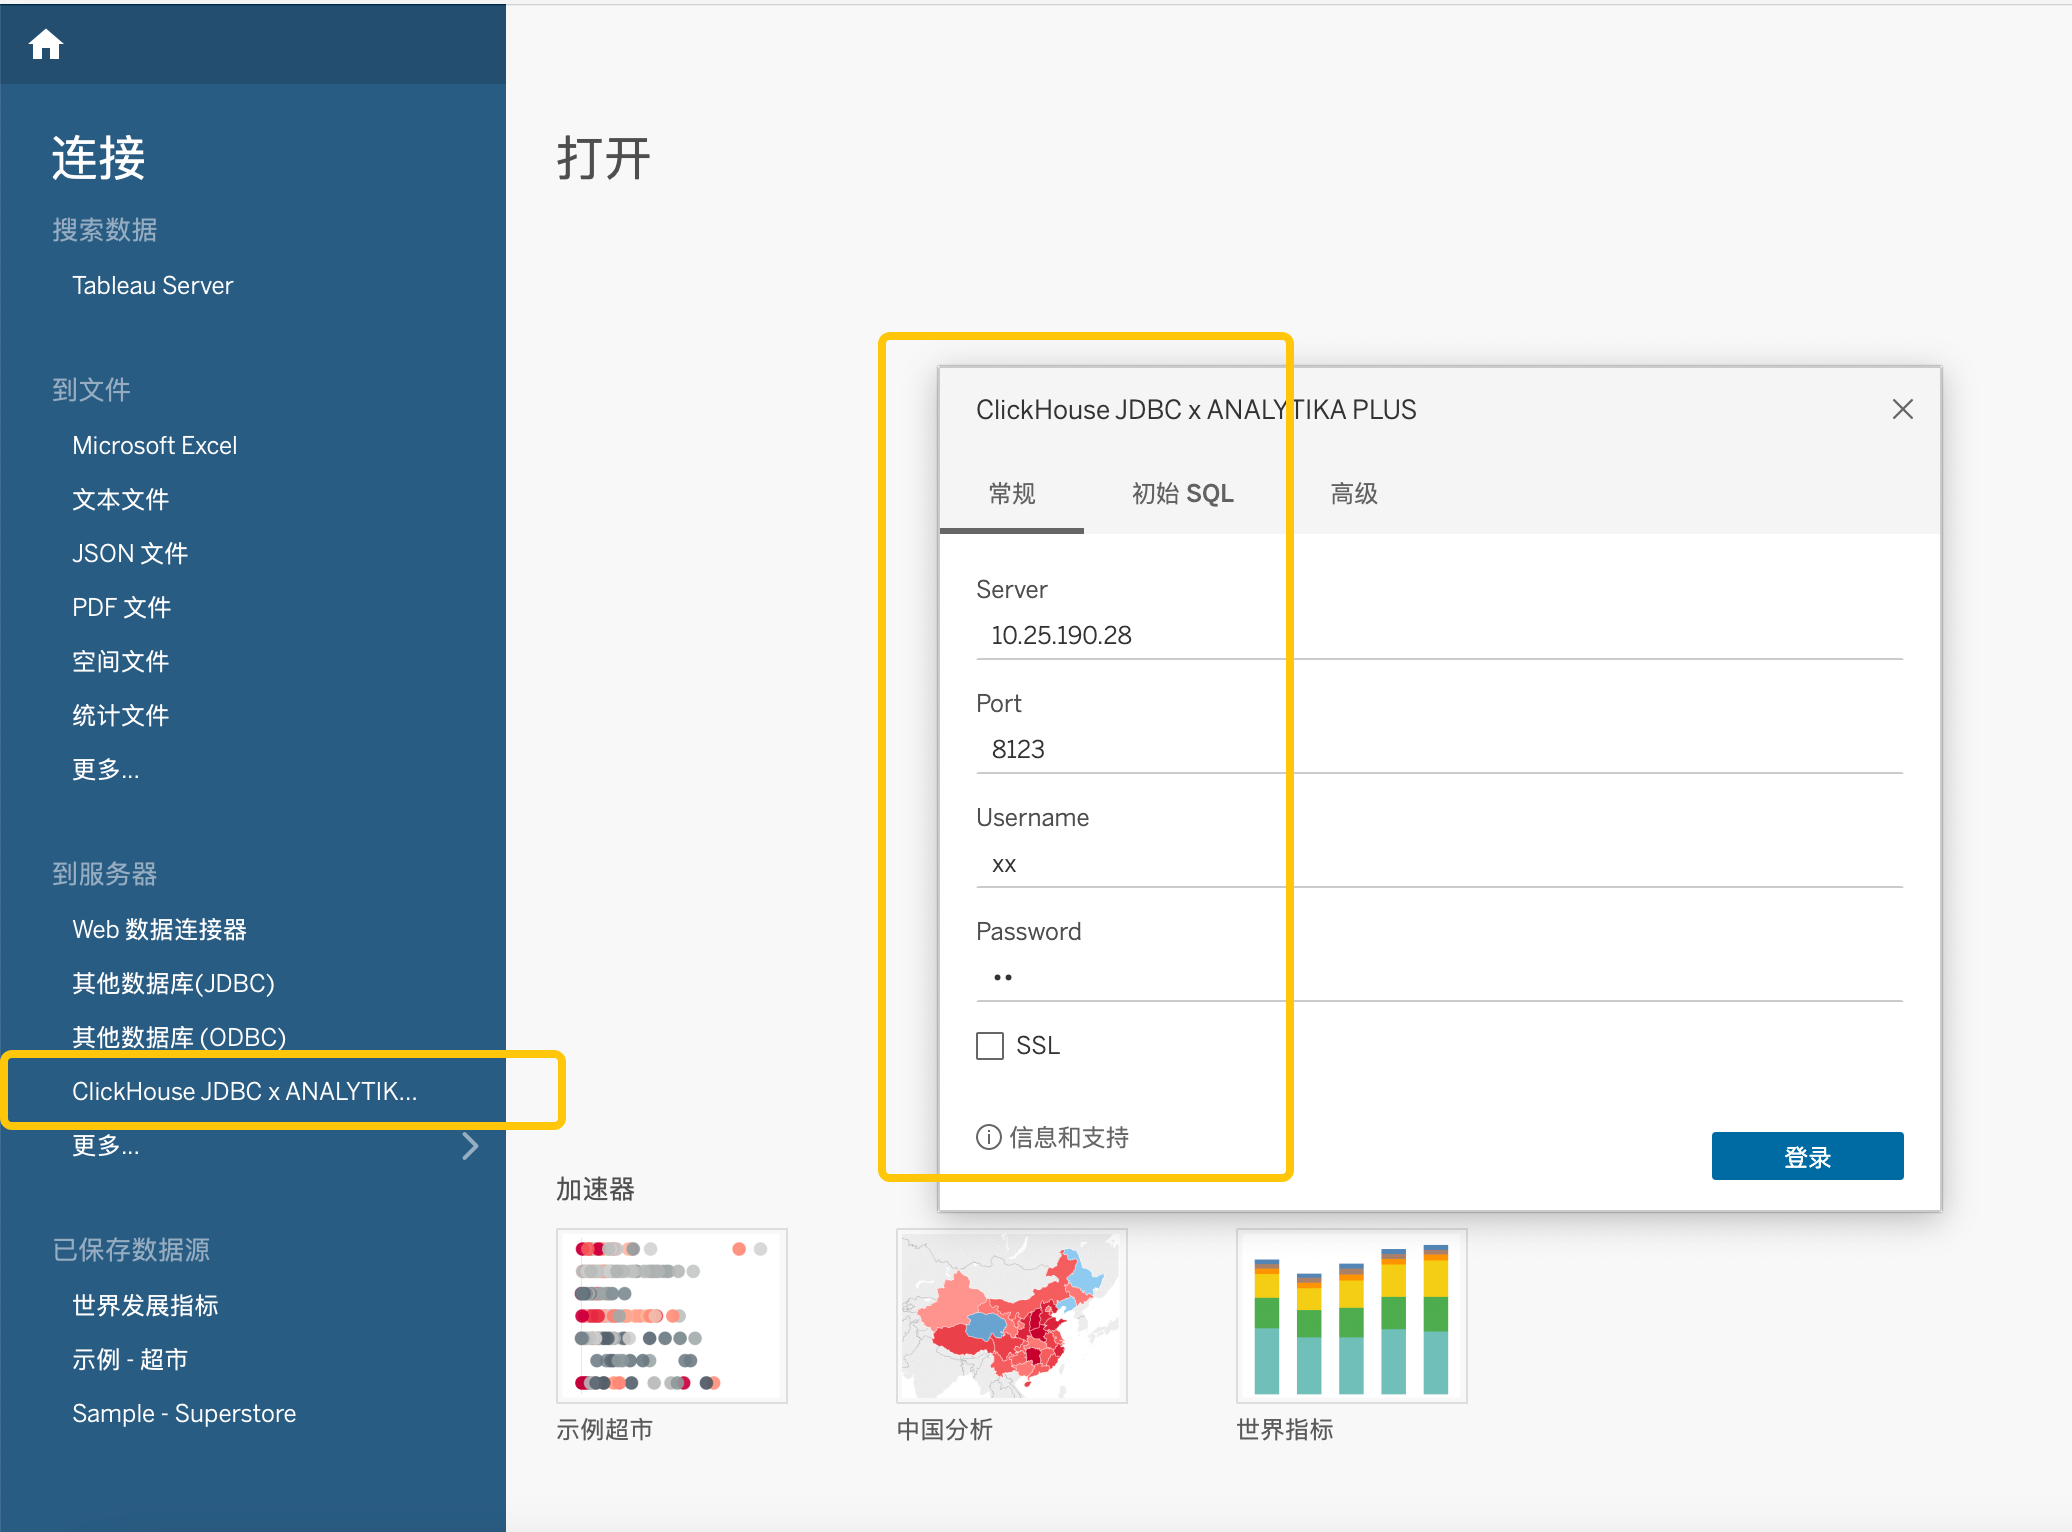 连接
搜索数据
Tableau Server
到文件
Microsoft Excel
文本文件
JSON 文件
PDF 文件
空间文件
统计文件
更多...
到服务器
Web 数据连接器
其他数据库(JDBC)
其他数据库 (ODBC)
ClickHouse JDBC x ANALYTIK...
更多...
已保存数据源
世界发展指标
示例 - 超市
Sample - Superstore
打开
ClickHouse JDBC x ANALYTIKA PLUS
常规 初始 SQL 高级
Server
10.25.190.28
Port
8123
Username
xx
Password
••
SSL
信息和支持
登录
加速器
示例超市 中国分析 世界指标